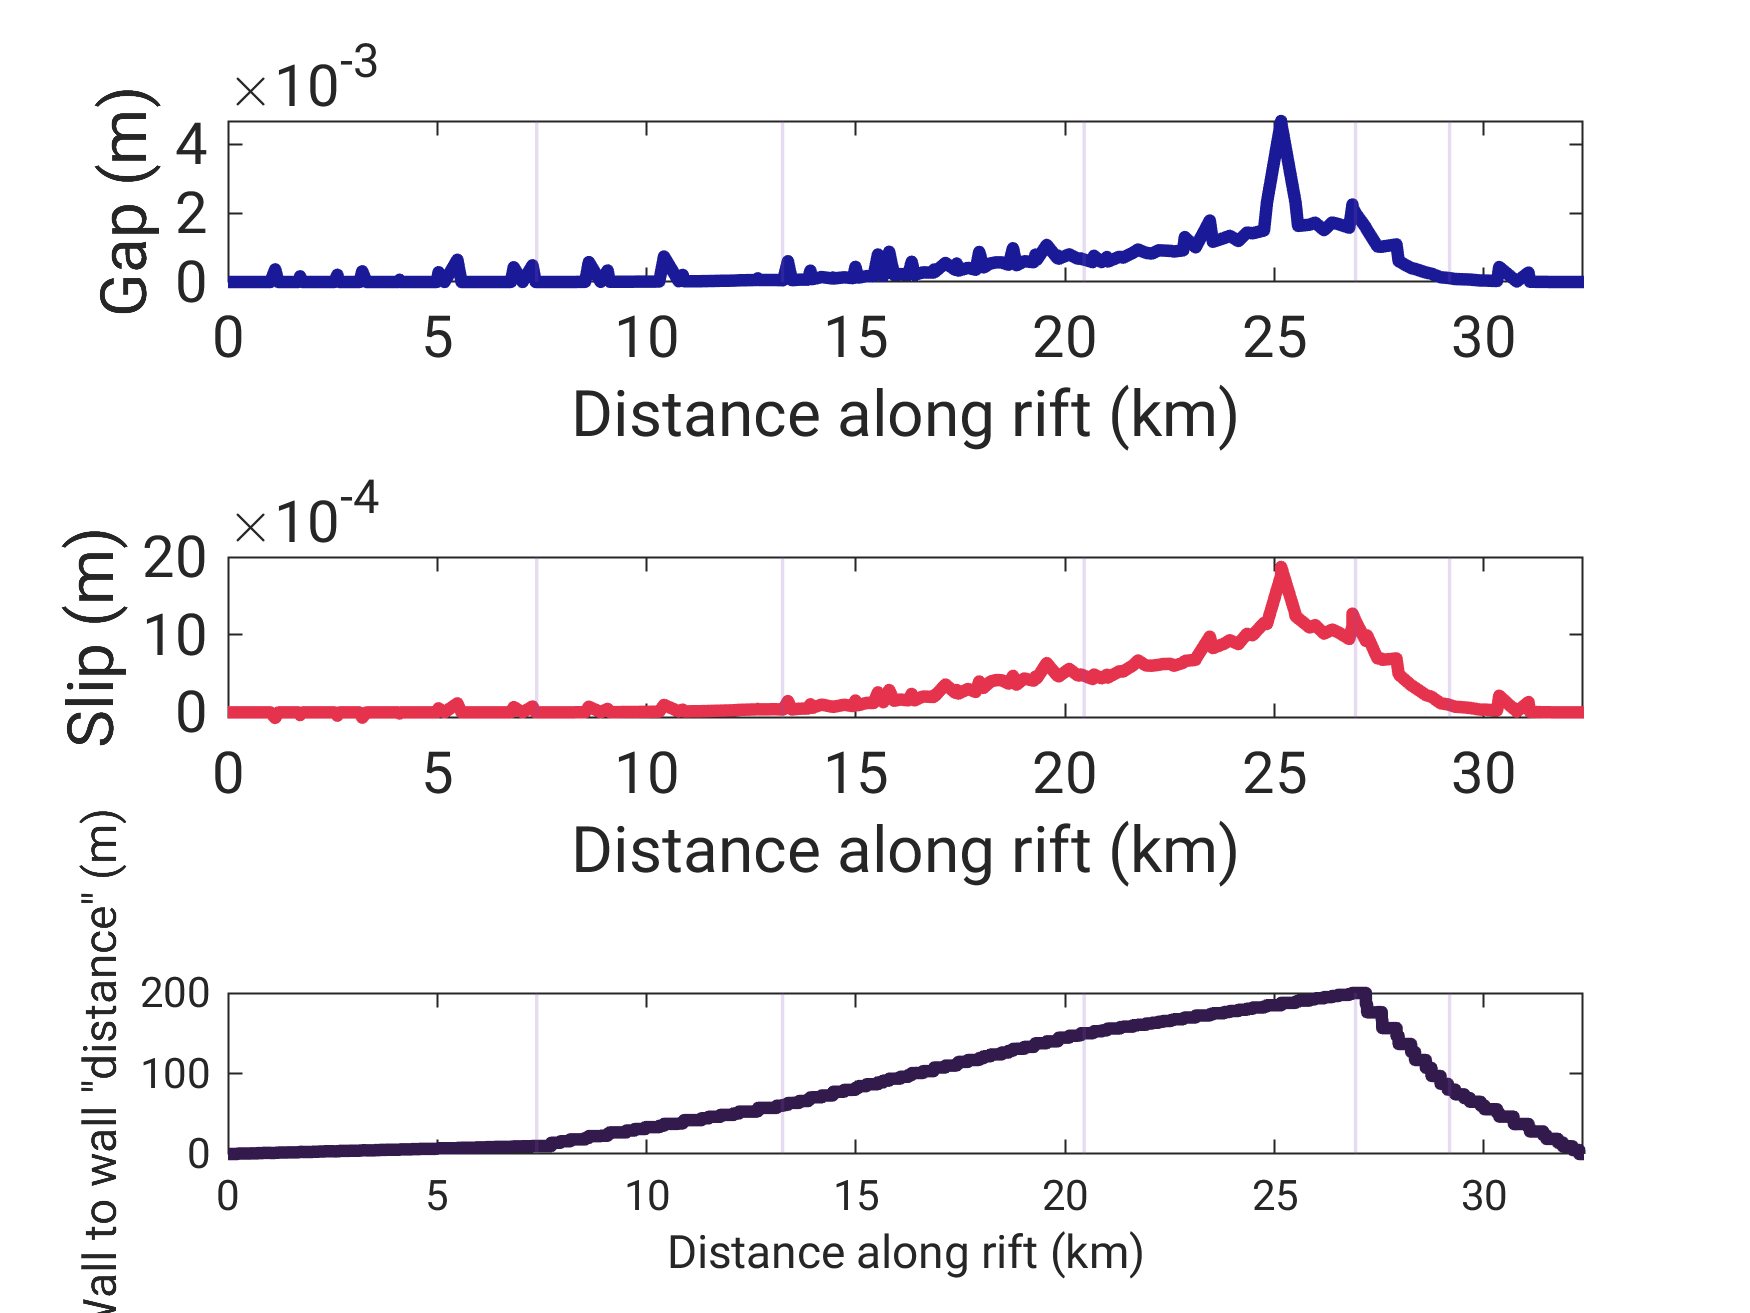 ×10-3
Gap (m)
4
2
0
0 5 10 15 20 25 30
Distance along rift (km)
×10-4
Slip (m)
20
10
0
0 5 10 15 20 25 30
Distance along rift (km)
to wall "distance" (m)
200
100
0
0 5 10 15 20 25 30
Distance along rift (km)